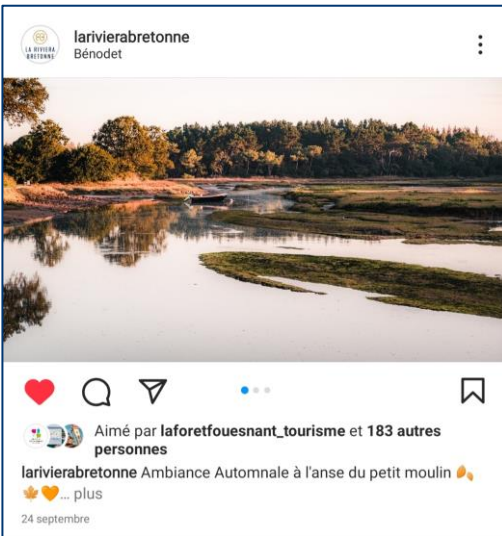 LA RIVIERA
BRETONNE
larivierabretonne
Bénodet
Aimé par laforetfouesnant_tourisme et 183 autres
personnes
larivierabretonne Ambiance Automnale à l'anse du petit moulin 🍂
🍁🧡... plus
24 septembre